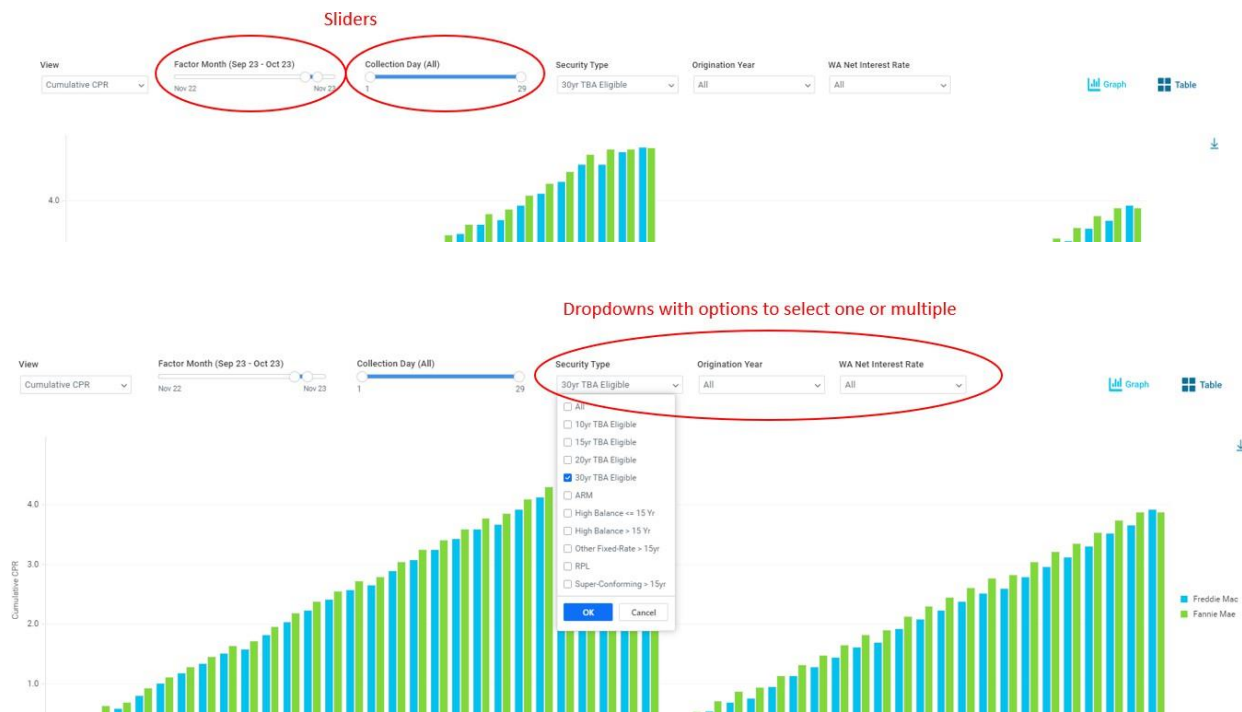 Sliders
View
Factor Month (Sep 23 - Oct 23)
Collection Day (All)
Security Type
Origination Year
WA Net Interest Rate
Cumulative CPR
30yr TBA Eligible
All
All
Graph
Table
Nov 22
Nov 23
1
29
4.0
Dropdowns with options to select one or multiple
View
Factor Month (Sep 23 - Oct 23)
Collection Day (All)
Security Type
Origination Year
WA Net Interest Rate
Cumulative CPR
30yr TBA Eligible
All
All
Graph
Table
Nov 22
Nov 23
1
29
All
10yr TBA Eligible
15yr TBA Eligible
20yr TBA Eligible
30yr TBA Eligible
ARM
High Balance <= 15 Yr
High Balance > 15 Yr
Other Fixed-Rate > 15yr
RPL
Super-Conforming > 15yr
OK
Cancel
4.0
3.0
2.0
1.0
Cumulative CPR
Freddie Mac
Fannie Mae